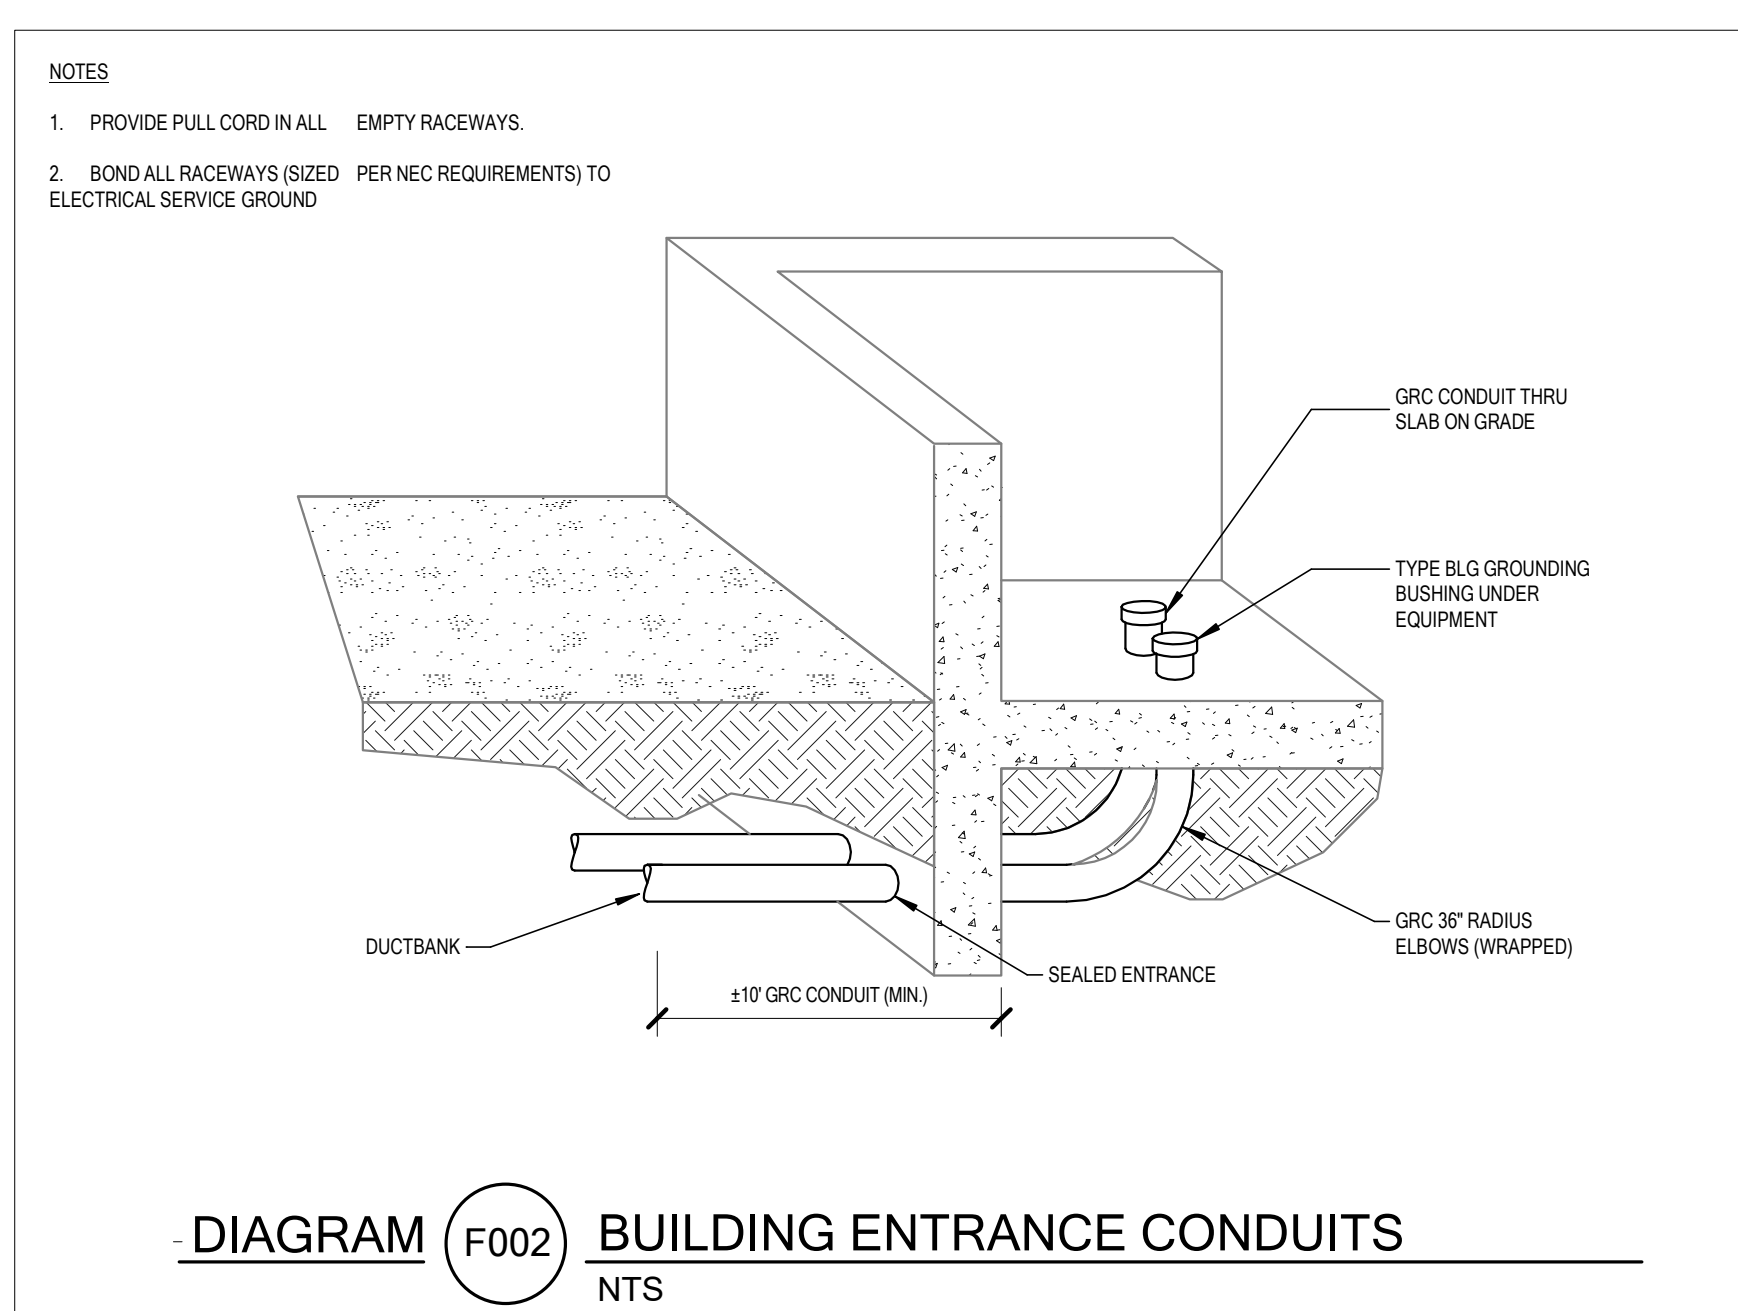 NOTES
1. PROVIDE PULL CORD IN ALL EMPTY RACEWAYS.
2. BOND ALL RACEWAYS (SIZED PER NEC REQUIREMENTS) TO
ELECTRICAL SERVICE GROUND
GRC CONDUIT THRU
SLAB ON GRADE
TYPE BLG GROUNDING
BUSHING UNDER
EQUIPMENT
GRC 36" RADIUS
ELBOWS (WRAPPED)
DUCTBANK
SEALED ENTRANCE
±10' GRC CONDUIT (MIN.)
DIAGRAM
F002
BUILDING ENTRANCE CONDUITS
NTS